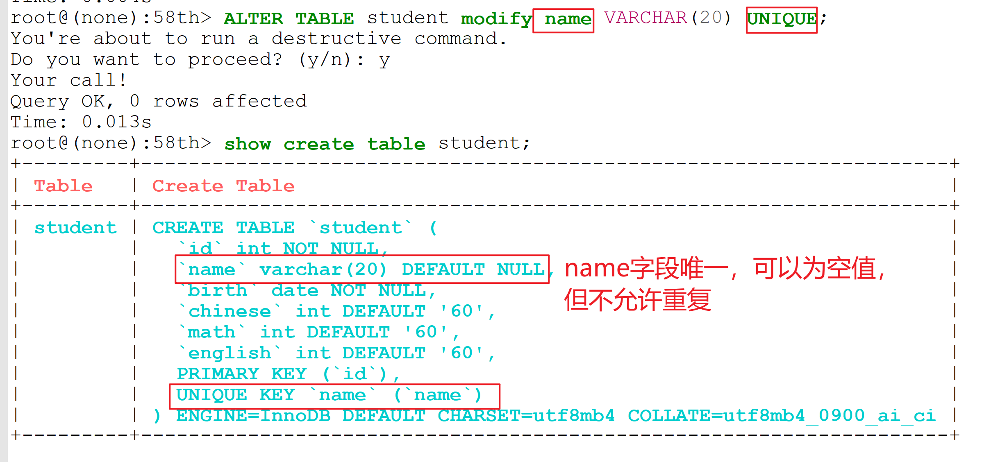 Time: 0.004s
root@(none):58th> ALTER TABLE student modify name VARCHAR(20) UNIQUE;
You're about to run a destructive command.
Do you want to proceed? (y/n): y
Your call!
Query OK, 0 rows affected
Time: 0.013s
root@(none):58th> show create table student;
+---------+--------------------------------------------------------------------+
| Table   | Create Table                                                       |
+---------+--------------------------------------------------------------------+
| student | CREATE TABLE `student` (                                           |
|         |   `id` int NOT NULL,                                               |
|         |   `name` varchar(20) DEFAULT NULL, name字段唯一，可以为空值， |
|         |   `birth` date NOT NULL, 但不允许重复 |
|         |   `chinese` int DEFAULT '60',                                      |
|         |   `math` int DEFAULT '60',                                         |
|         |   `english` int DEFAULT '60',                                      |
|         |   PRIMARY KEY (`id`),                                              |
|         |   UNIQUE KEY `name` (`name`)                                       |
|         | ) ENGINE=InnoDB DEFAULT CHARSET=utf8mb4 COLLATE=utf8mb4_0900_ai_ci |
+---------+--------------------------------------------------------------------+